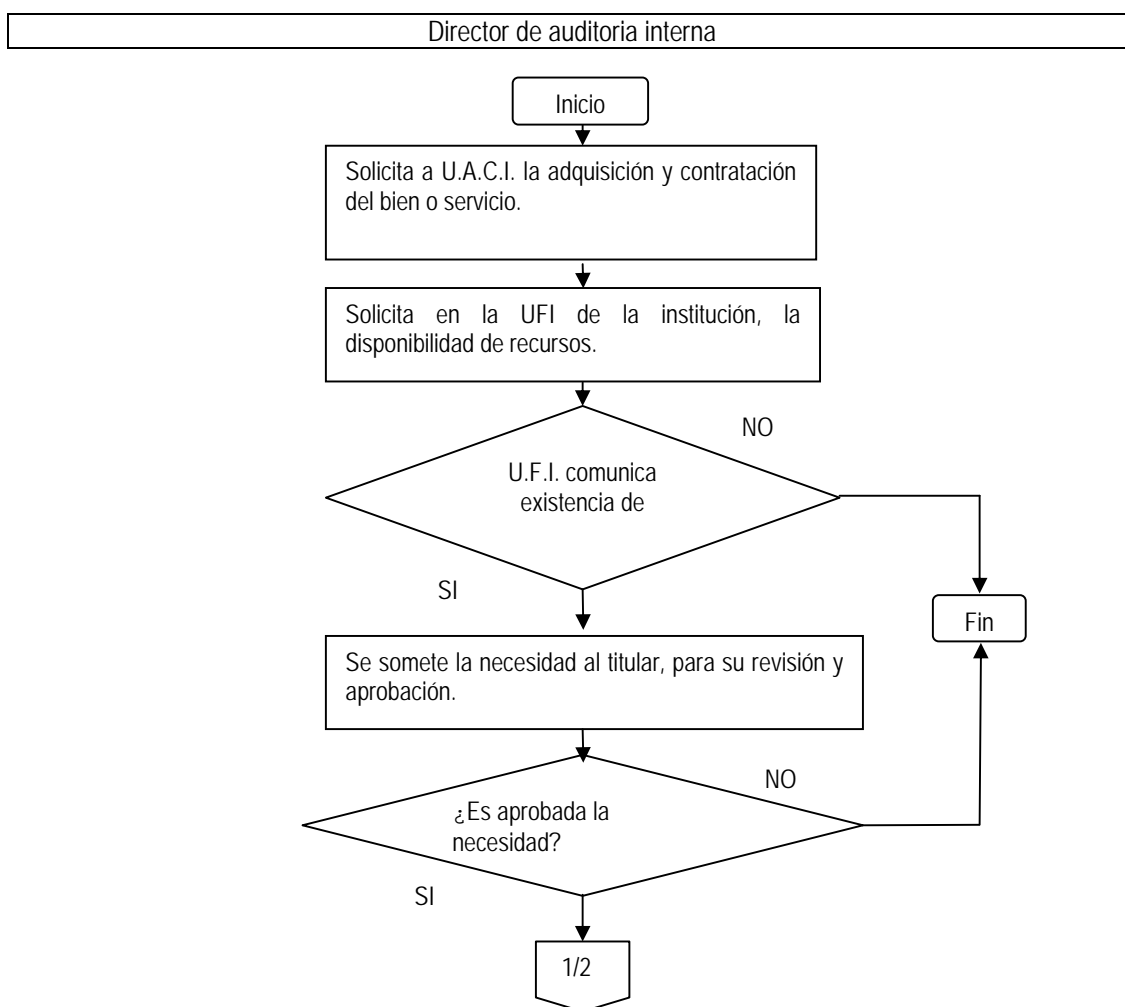 Director de auditoria interna
Inicio
Solicita a U.A.C.I. la adquisición y contratación
del bien o servicio.
Solicita en la UFI de la institución, la
disponibilidad de recursos.
NO
U.F.I. comunica
existencia de
SI
Fin
Se somete la necesidad al titular, para su revisión y
aprobación.
NO
¿Es aprobada la
necesidad?
SI
1/2